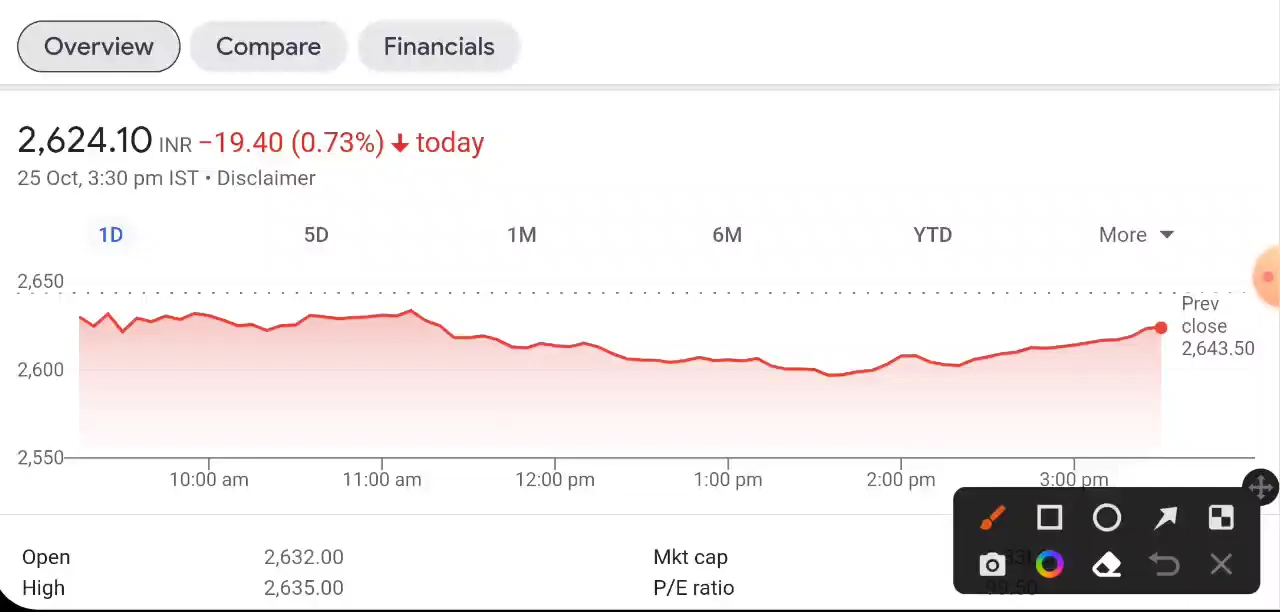 Overview Compare Financials
2,624.10 INR −19.40 (0.73%) ↓ today
25 Oct, 3:30 pm IST • Disclaimer
1D 5D 1M 6M YTD More
2,650
Prev
close
2,643.50
2,600
2,550
10:00 am 11:00 am 12:00 pm 1:00 pm 2:00 pm 3:00 pm
Open 2,632.00 Mkt cap
High 2,635.00 P/E ratio